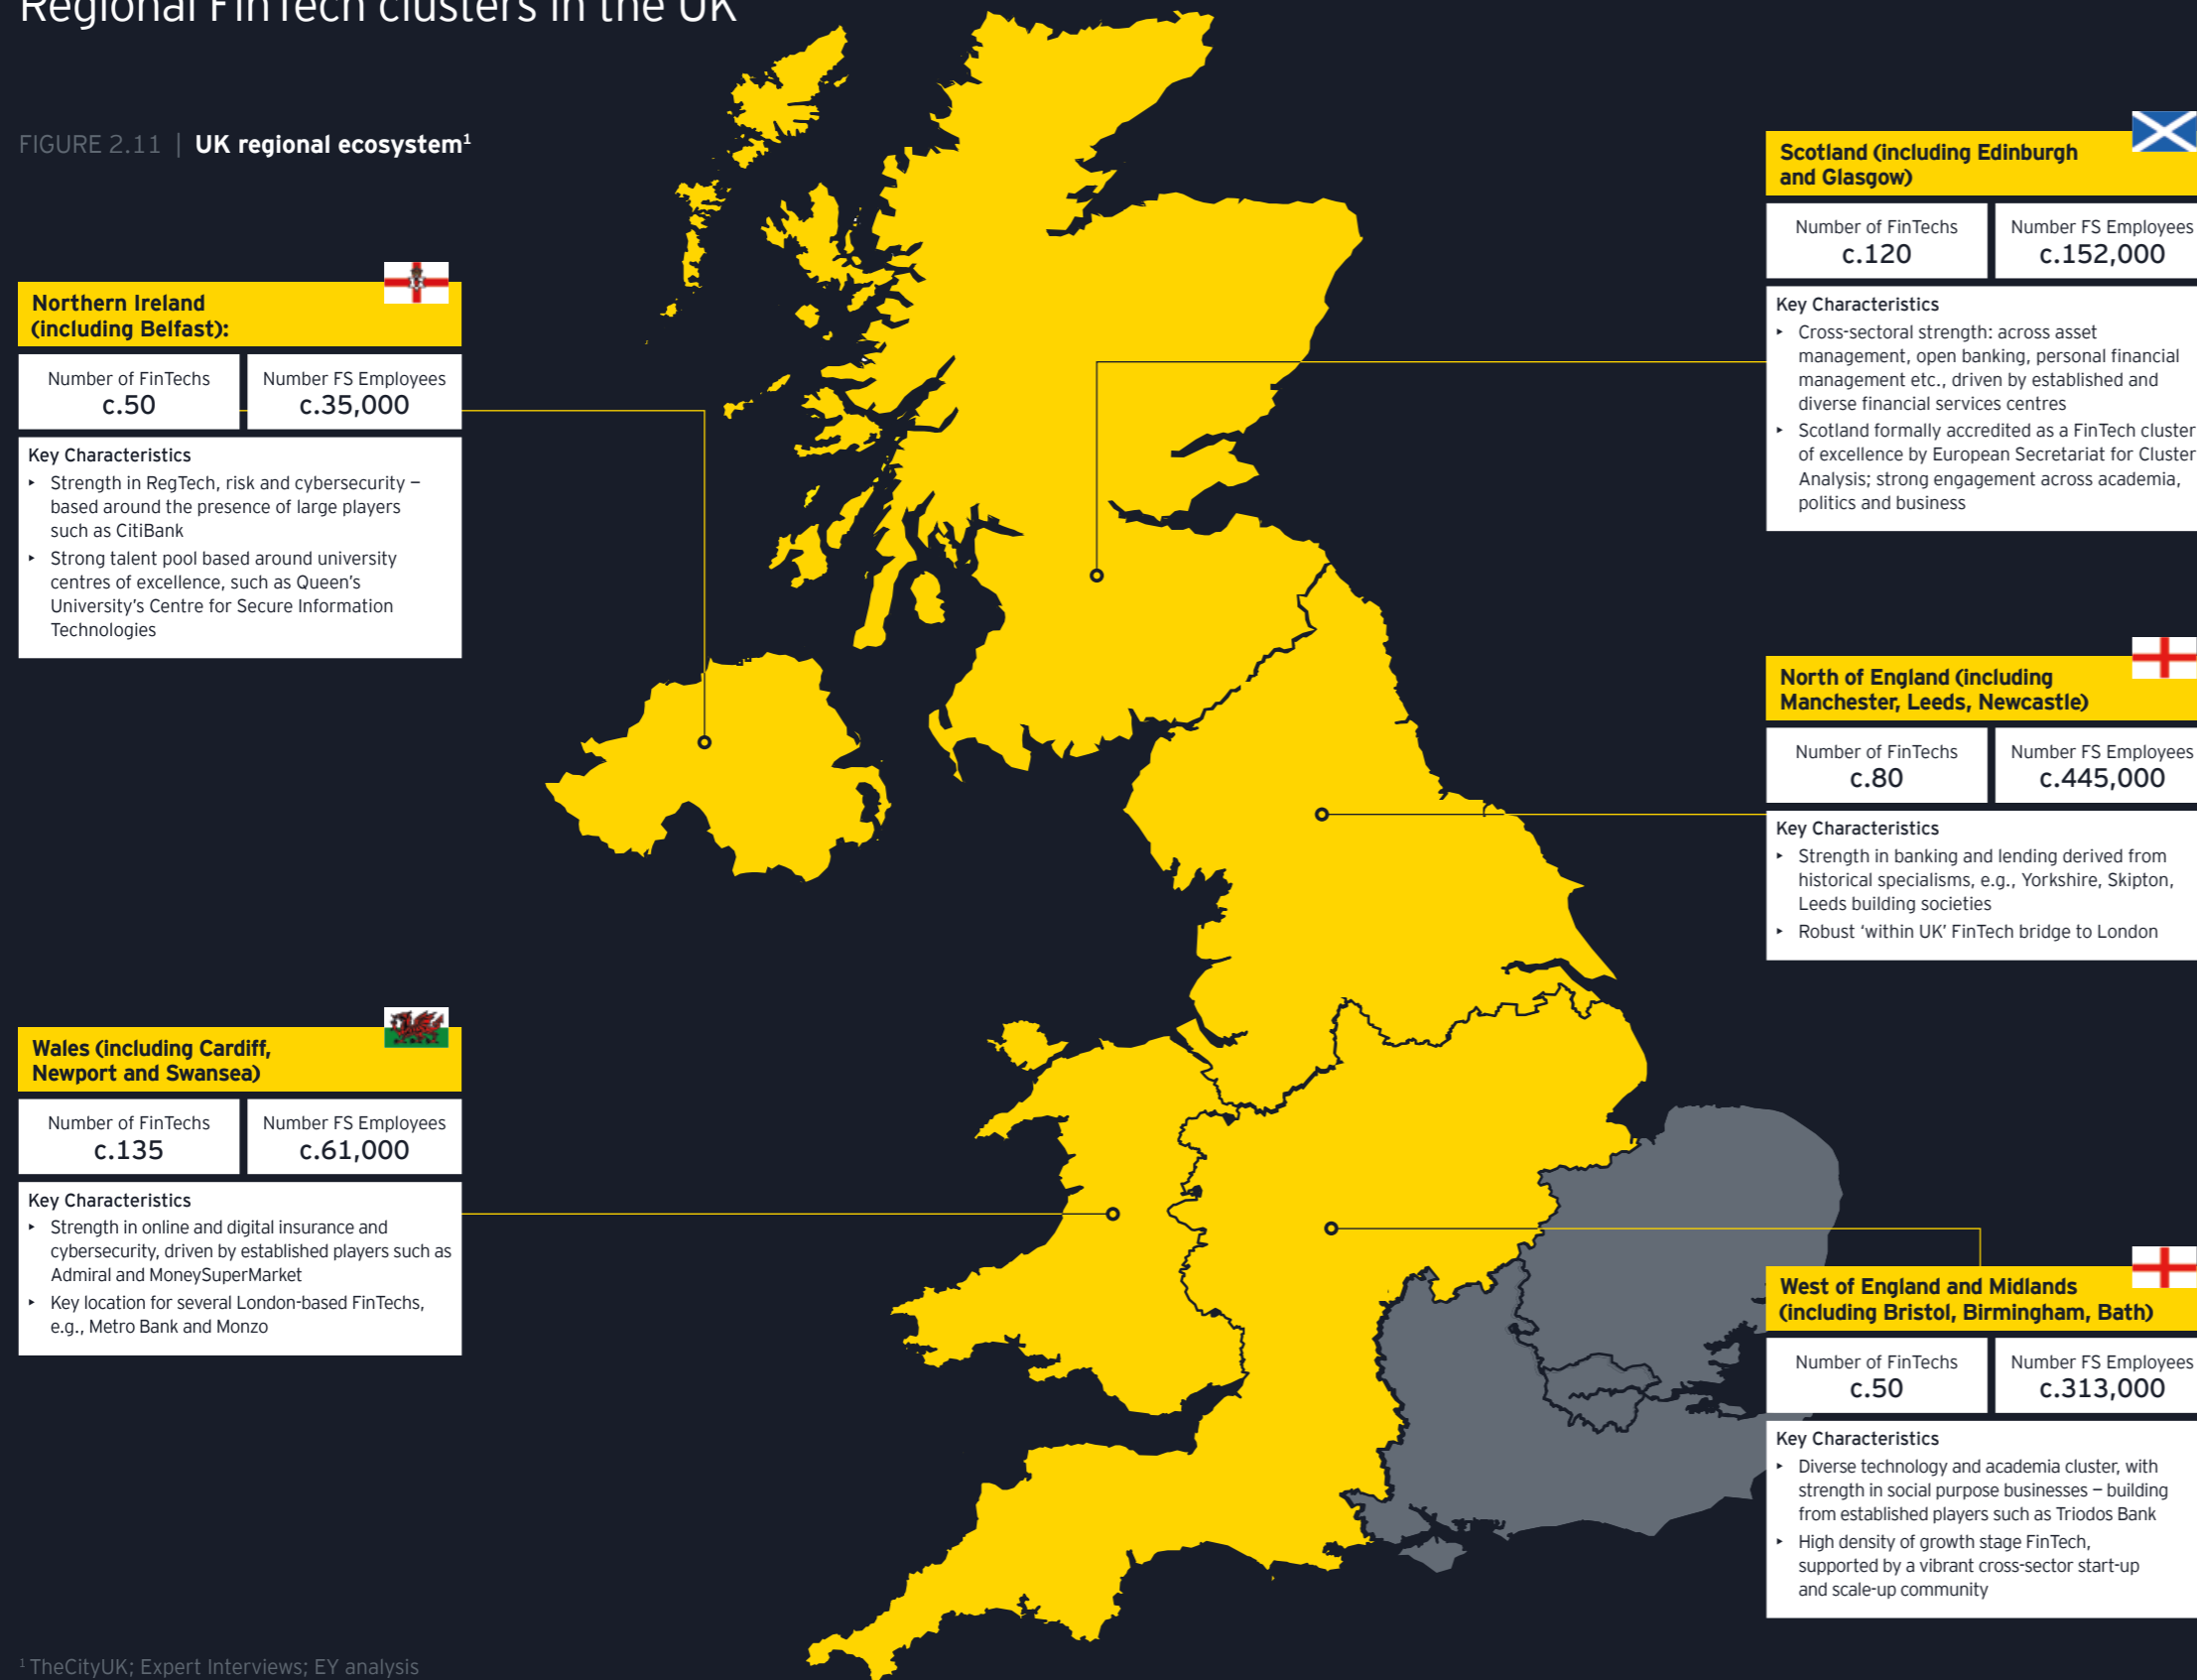 Regional FinTech clusters in the UK
FIGURE 2.11 | UK regional ecosystem¹
Northern Ireland
(including Belfast):
Number of FinTechs
c.50
Number FS Employees
c.35,000
Key Characteristics
‣ Strength in RegTech, risk and cybersecurity –
based around the presence of large players
such as CitiBank
‣ Strong talent pool based around university
centres of excellence, such as Queen's
University's Centre for Secure Information
Technologies
Wales (including Cardiff,
Newport and Swansea)
Number of FinTechs
c.135
Number FS Employees
c.61,000
Key Characteristics
‣ Strength in online and digital insurance and
cybersecurity, driven by established players such as
Admiral and MoneySuperMarket
‣ Key location for several London-based FinTechs,
e.g., Metro Bank and Monzo
Scotland (including Edinburgh
and Glasgow)
Number of FinTechs
c.120
Number FS Employees
c.152,000
Key Characteristics
‣ Cross-sectoral strength: across asset
management, open banking, personal financial
management etc., driven by established and
diverse financial services centres
‣ Scotland formally accredited as a FinTech cluster
of excellence by European Secretariat for Cluster
Analysis; strong engagement across academia,
politics and business
North of England (including
Manchester, Leeds, Newcastle)
Number of FinTechs
c.80
Number FS Employees
c.445,000
Key Characteristics
‣ Strength in banking and lending derived from
historical specialisms, e.g., Yorkshire, Skipton,
Leeds building societies
‣ Robust 'within UK' FinTech bridge to London
West of England and Midlands
(including Bristol, Birmingham, Bath)
Number of FinTechs
c.50
Number FS Employees
c.313,000
Key Characteristics
‣ Diverse technology and academia cluster, with
strength in social purpose businesses – building
from established players such as Triodos Bank
‣ High density of growth stage FinTech,
supported by a vibrant cross-sector start-up
and scale-up community
¹ TheCityUK; Expert Interviews; EY analysis